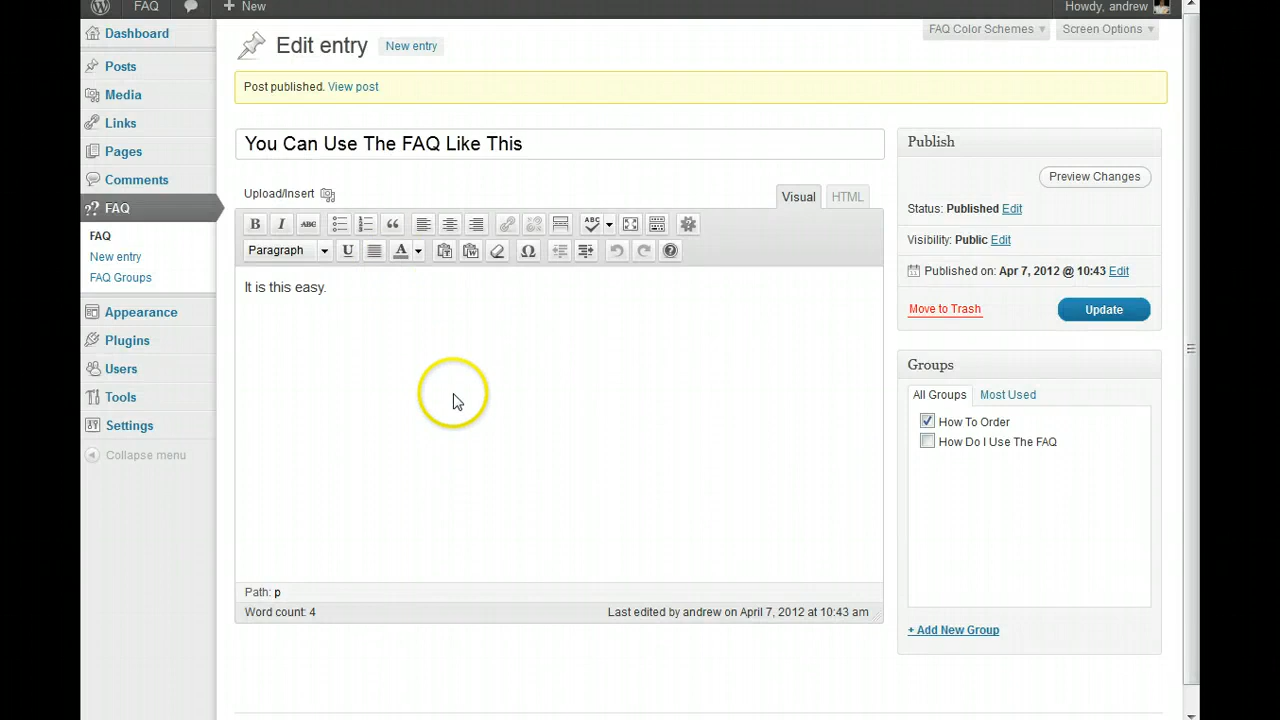 FAQ
New
Howdy, andrew
Dashboard
Posts
Media
Links
Pages
Comments
FAQ
FAQ
New entry
FAQ Groups
Appearance
Plugins
Users
Tools
Settings
Collapse menu
Edit entry New entry
FAQ Color Schemes
Screen Options
Post published. View post
You Can Use The FAQ Like This
Upload/Insert
Visual HTML
B I ABC ABC
Paragraph U A Ω
It is this easy.
Path: p
Word count: 4
Last edited by andrew on April 7, 2012 at 10:43 am
Publish
Preview Changes
Status: Published Edit
Visibility: Public Edit
Published on: Apr 7, 2012 @ 10:43 Edit
Move to Trash
Update
Groups
All Groups Most Used
How To Order
How Do I Use The FAQ
+ Add New Group